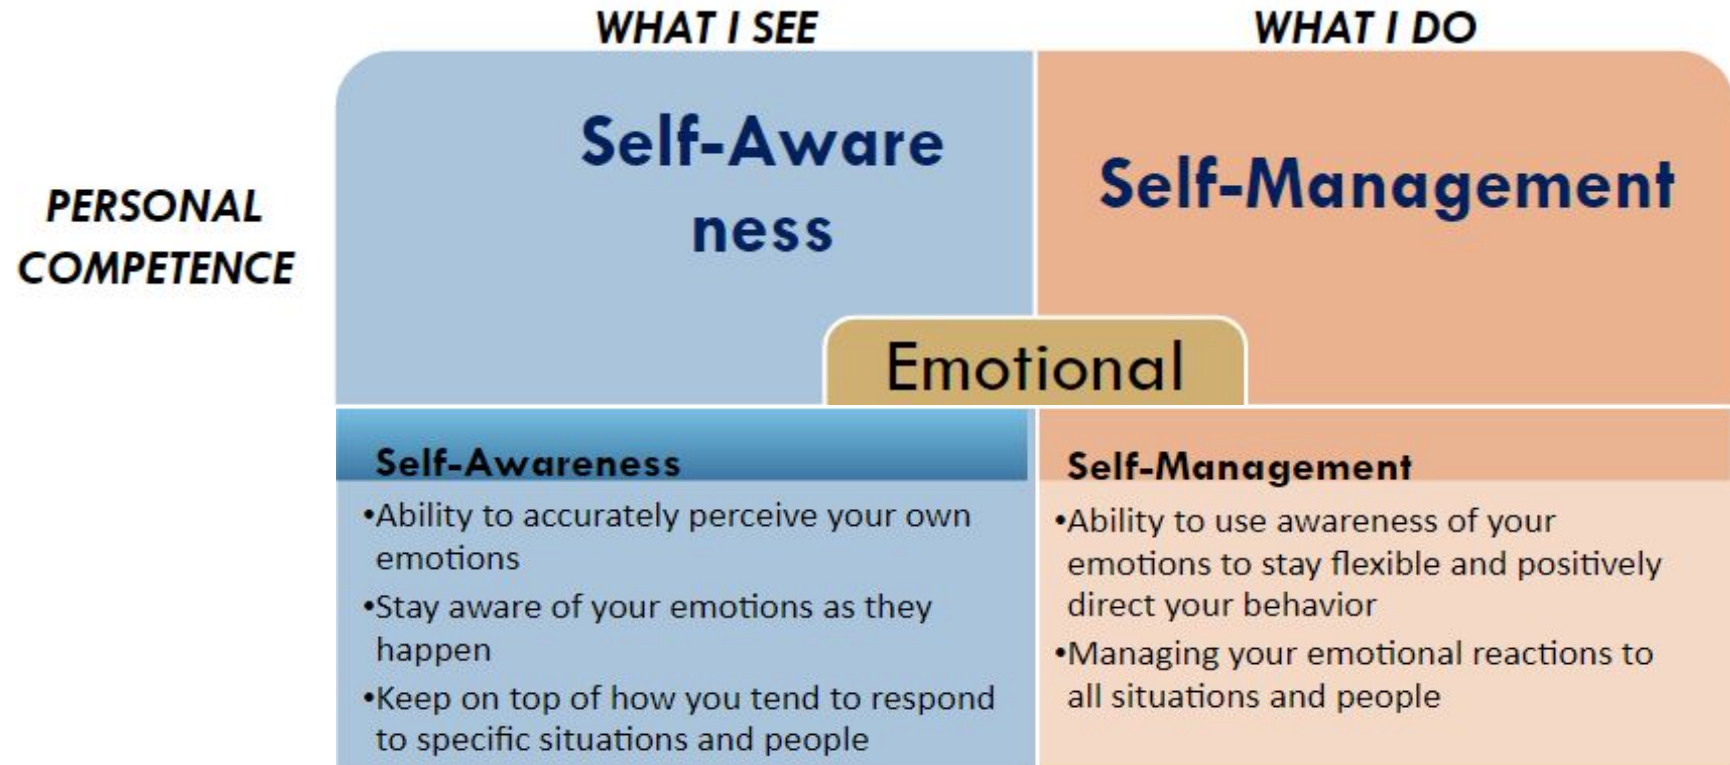 WHAT I SEE
WHAT I DO
PERSONAL
COMPETENCE
Self-Aware
ness
Self-Management
Emotional
Self-Awareness
•Ability to accurately perceive your own
emotions
•Stay aware of your emotions as they
happen
•Keep on top of how you tend to respond
to specific situations and people
Self-Management
•Ability to use awareness of your
emotions to stay flexible and positively
direct your behavior
•Managing your emotional reactions to
all situations and people